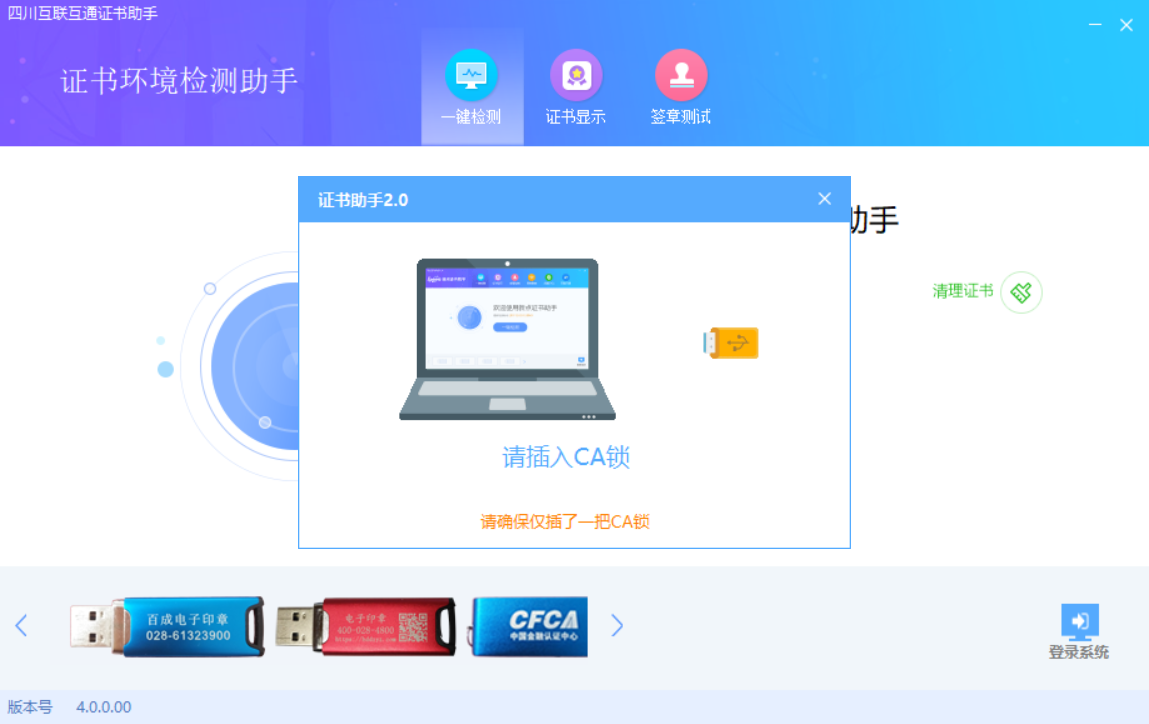 四川互联互通证书助手
证书环境检测助手
一键检测
证书显示
签章测试
证书助手2.0
助手
清理证书
请插入CA锁
请确保仅插了一把CA锁
百成电子印章
028-61323900
电子印章
400-028-4800
CFCA
中国金融认证中心
登录系统
版本号 4.0.0.00